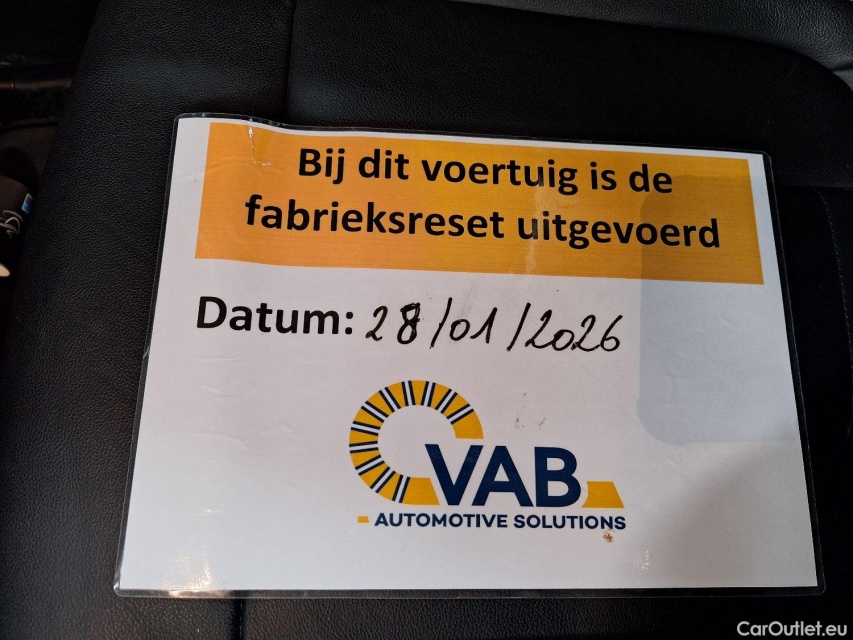 Bij dit voertuig is de
fabrieksreset uitgevoerd
Datum: 28/01/2026
VAB
AUTOMOTIVE SOLUTIONS
CarOutlet.eu